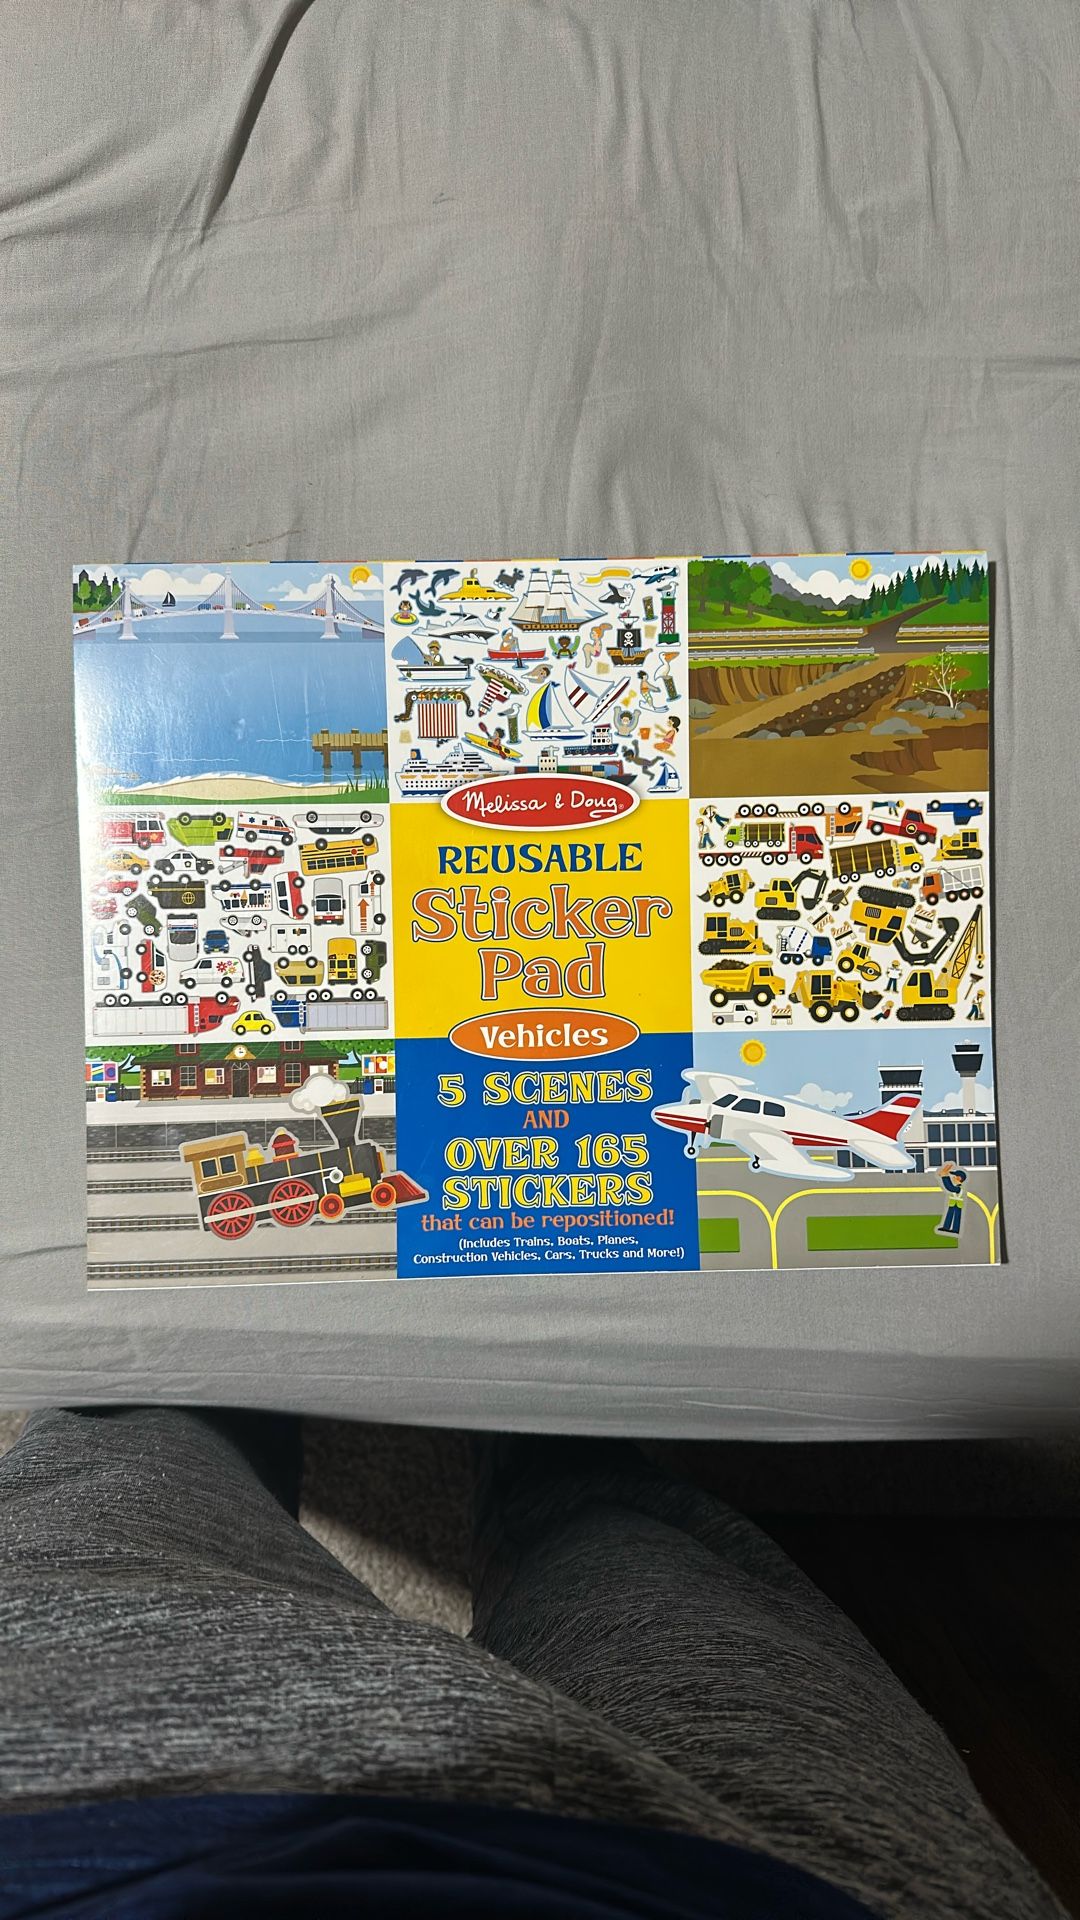 Melissa & Doug®
REUSABLE
Sticker
Pad
Vehicles
5 SCENES
AND
OVER 165
STICKERS
that can be repositioned!
(Includes Trains, Boats, Planes,
Construction Vehicles, Cars, Trucks and More!)